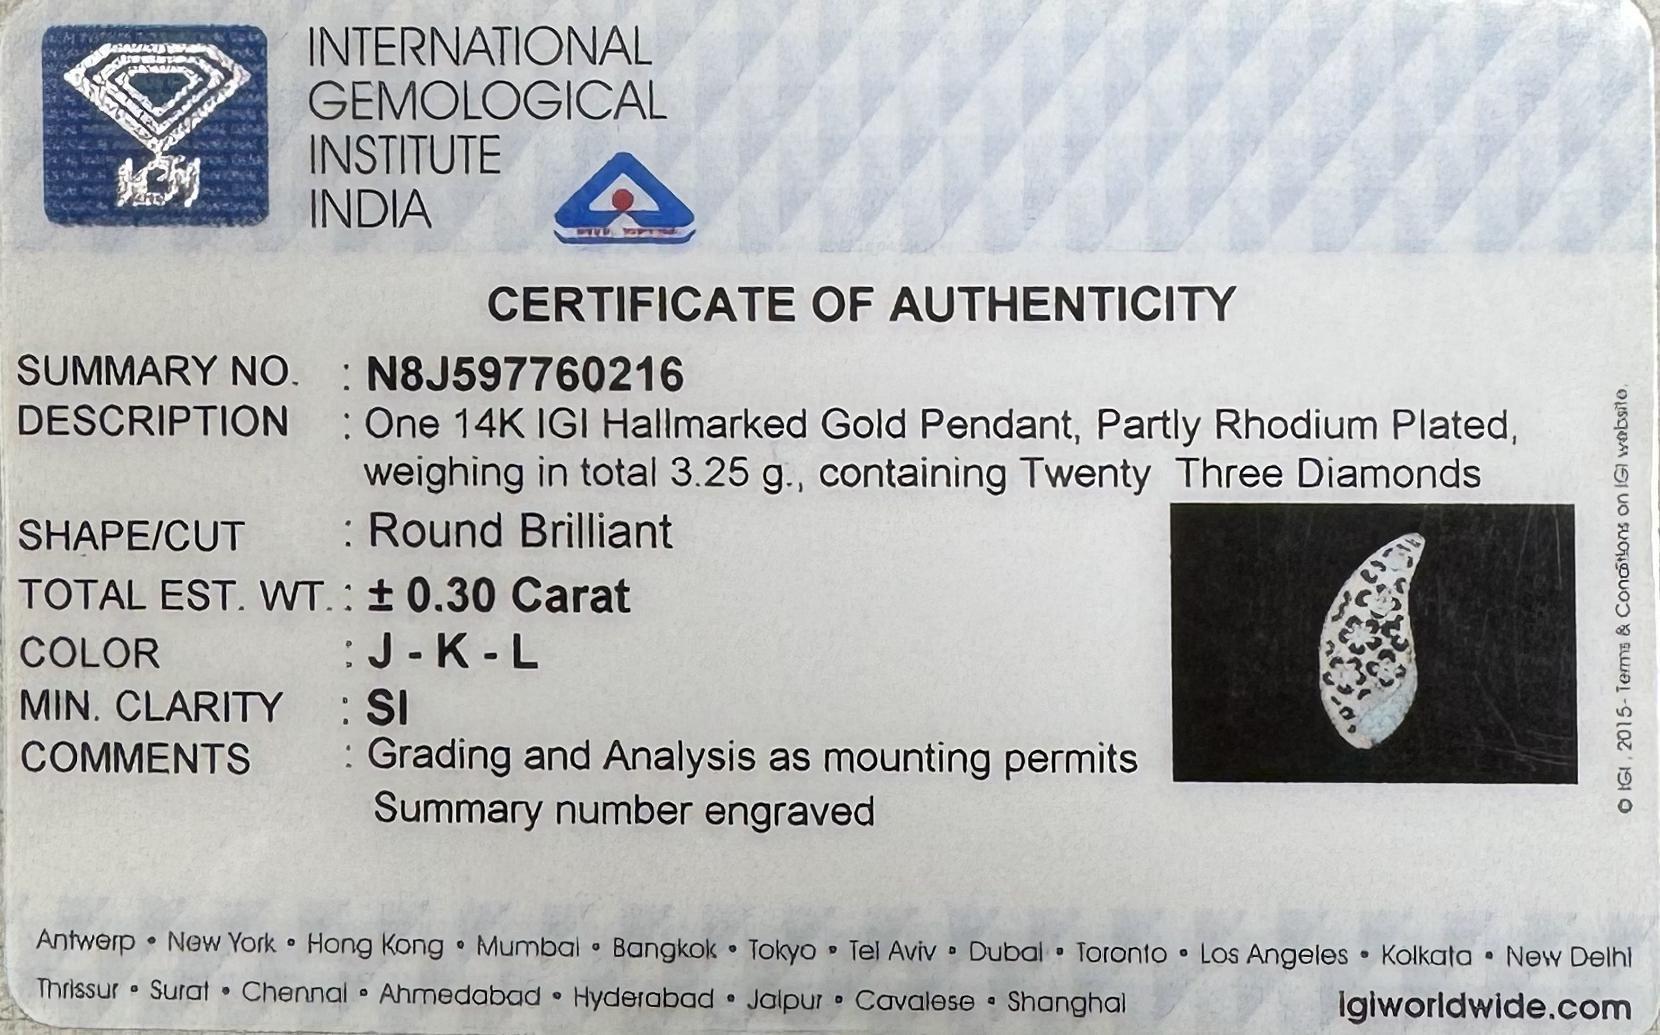 IGI
INTERNATIONAL
GEMOLOGICAL
INSTITUTE
INDIA
CERTIFICATE OF AUTHENTICITY
SUMMARY NO. : N8J597760216
DESCRIPTION : One 14K IGI Hallmarked Gold Pendant, Partly Rhodium Plated,
weighing in total 3.25 g., containing Twenty Three Diamonds
SHAPE/CUT : Round Brilliant
TOTAL EST. WT. : ± 0.30 Carat
COLOR : J - K - L
MIN. CLARITY : SI
COMMENTS : Grading and Analysis as mounting permits
Summary number engraved
© IGI, 2015 - Terms & Conditions on IGI website.
Antwerp • New York • Hong Kong • Mumbai • Bangkok • Tokyo • Tel Aviv • Dubai • Toronto • Los Angeles • Kolkata • New Delhi
Thrissur • Surat • Chennai • Ahmedabad • Hyderabad • Jaipur • Cavalese • Shanghai
igiworldwide.com